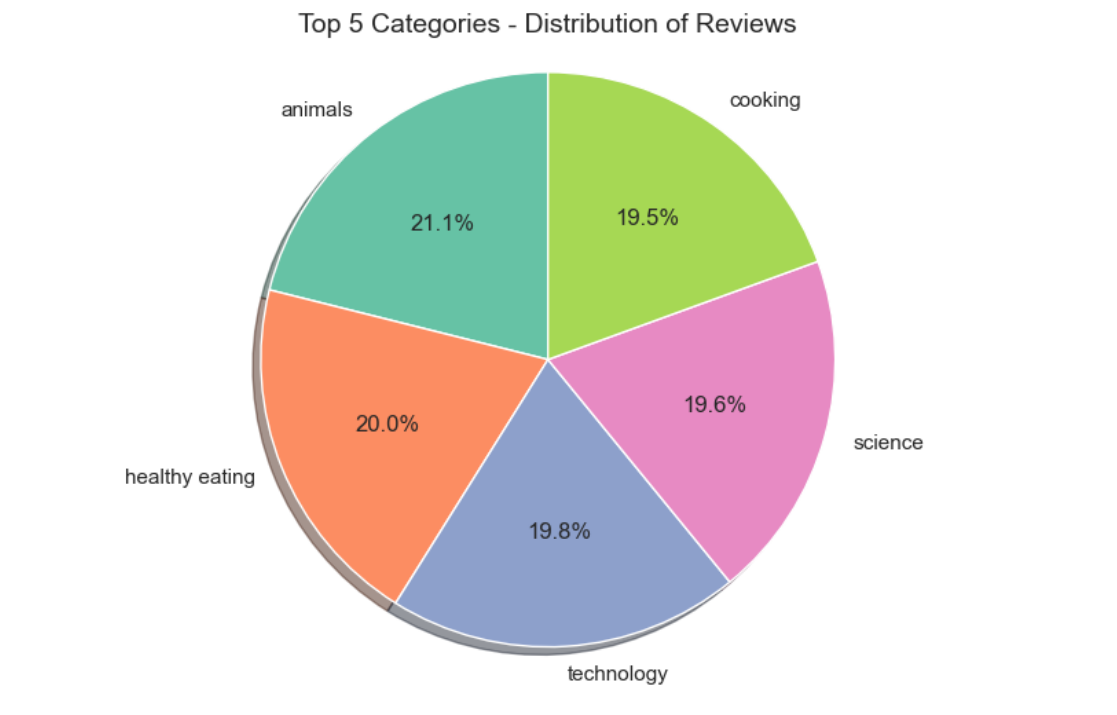 Top 5 Categories - Distribution of Reviews
cooking
animals
19.5%
21.1%
19.6%
20.0%
science
healthy eating
19.8%
technology